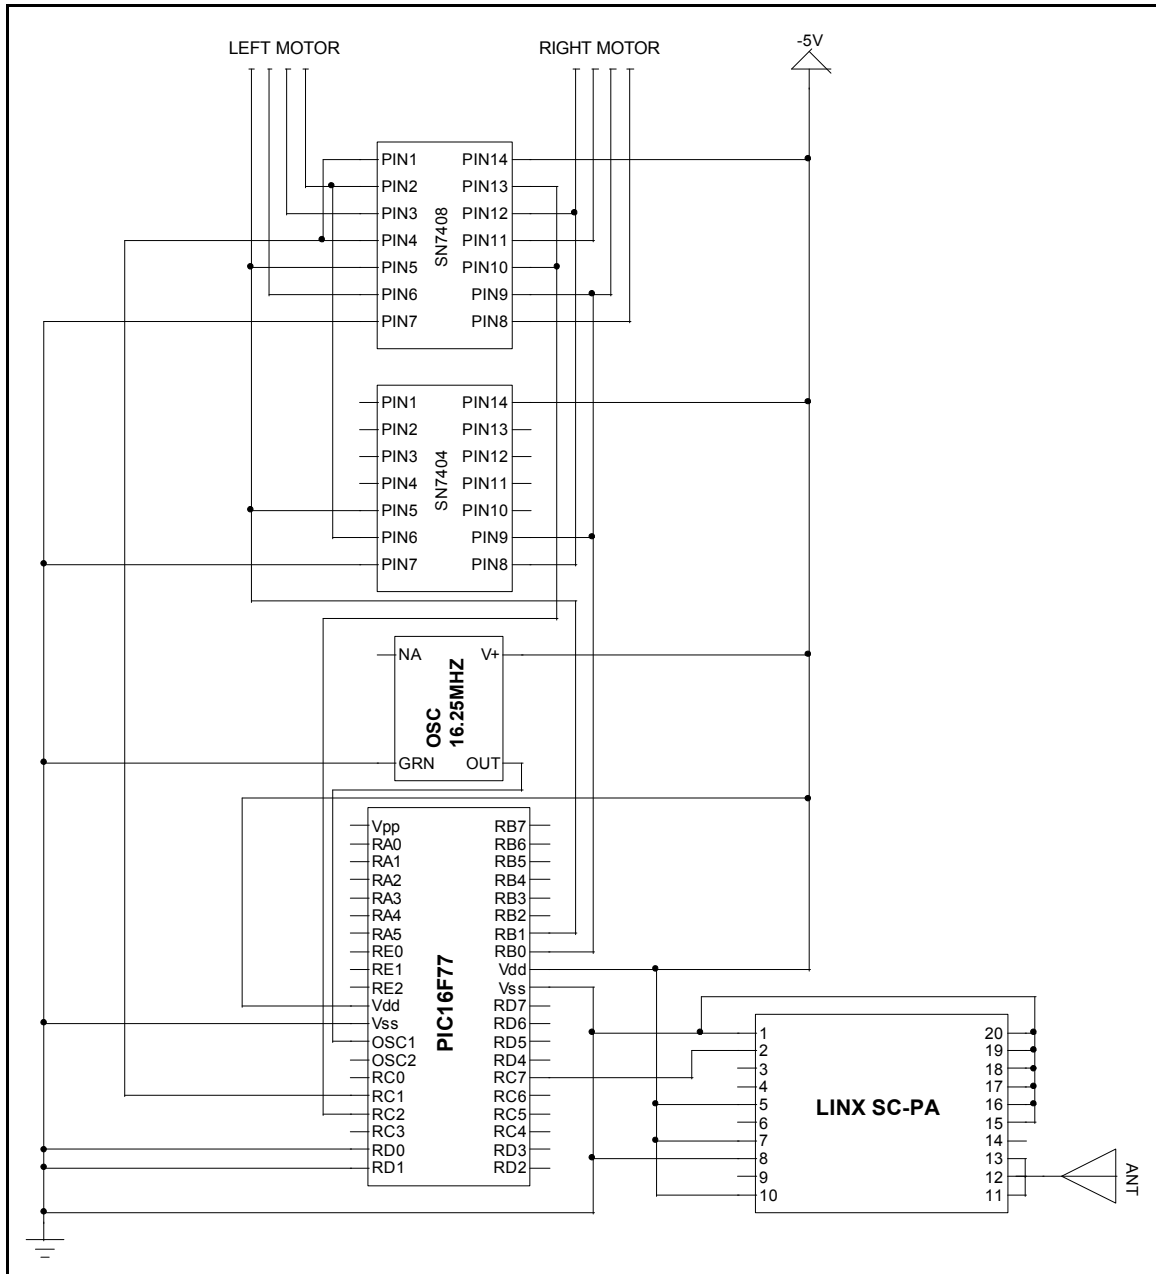 LEFT MOTOR
RIGHT MOTOR
-5V
PIN1
PIN2
PIN3
PIN4
PIN5
PIN6
PIN7
SN7408
PIN14
PIN13
PIN12
PIN11
PIN10
PIN9
PIN8
PIN1
PIN2
PIN3
PIN4
PIN5
PIN6
PIN7
SN7404
PIN14
PIN13
PIN12
PIN11
PIN10
PIN9
PIN8
NA
GRN
OSC
16.25MHZ
V+
OUT
Vpp
RA0
RA1
RA2
RA3
RA4
RA5
RE0
RE1
RE2
Vdd
Vss
OSC1
OSC2
RC0
RC1
RC2
RC3
RD0
RD1
PIC16F77
RB7
RB6
RB5
RB4
RB3
RB2
RB1
RB0
Vdd
Vss
RD7
RD6
RD5
RD4
RC7
RC6
RC5
RC4
RD3
RD2
1
2
3
4
5
6
7
8
9
10
LINX SC-PA
20
19
18
17
16
15
14
13
12
11
ANT